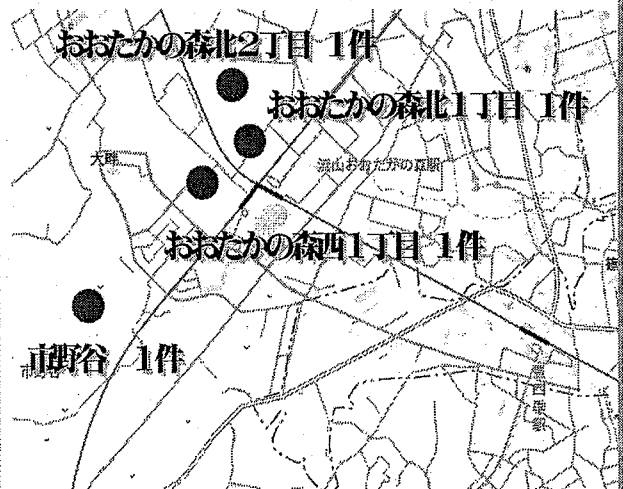 おおたかの森北2丁目 1件
おおたかの森北1丁目 1件
大畔
流山おおたかの森駅
おおたかの森西1丁目 1件
市野谷 1件